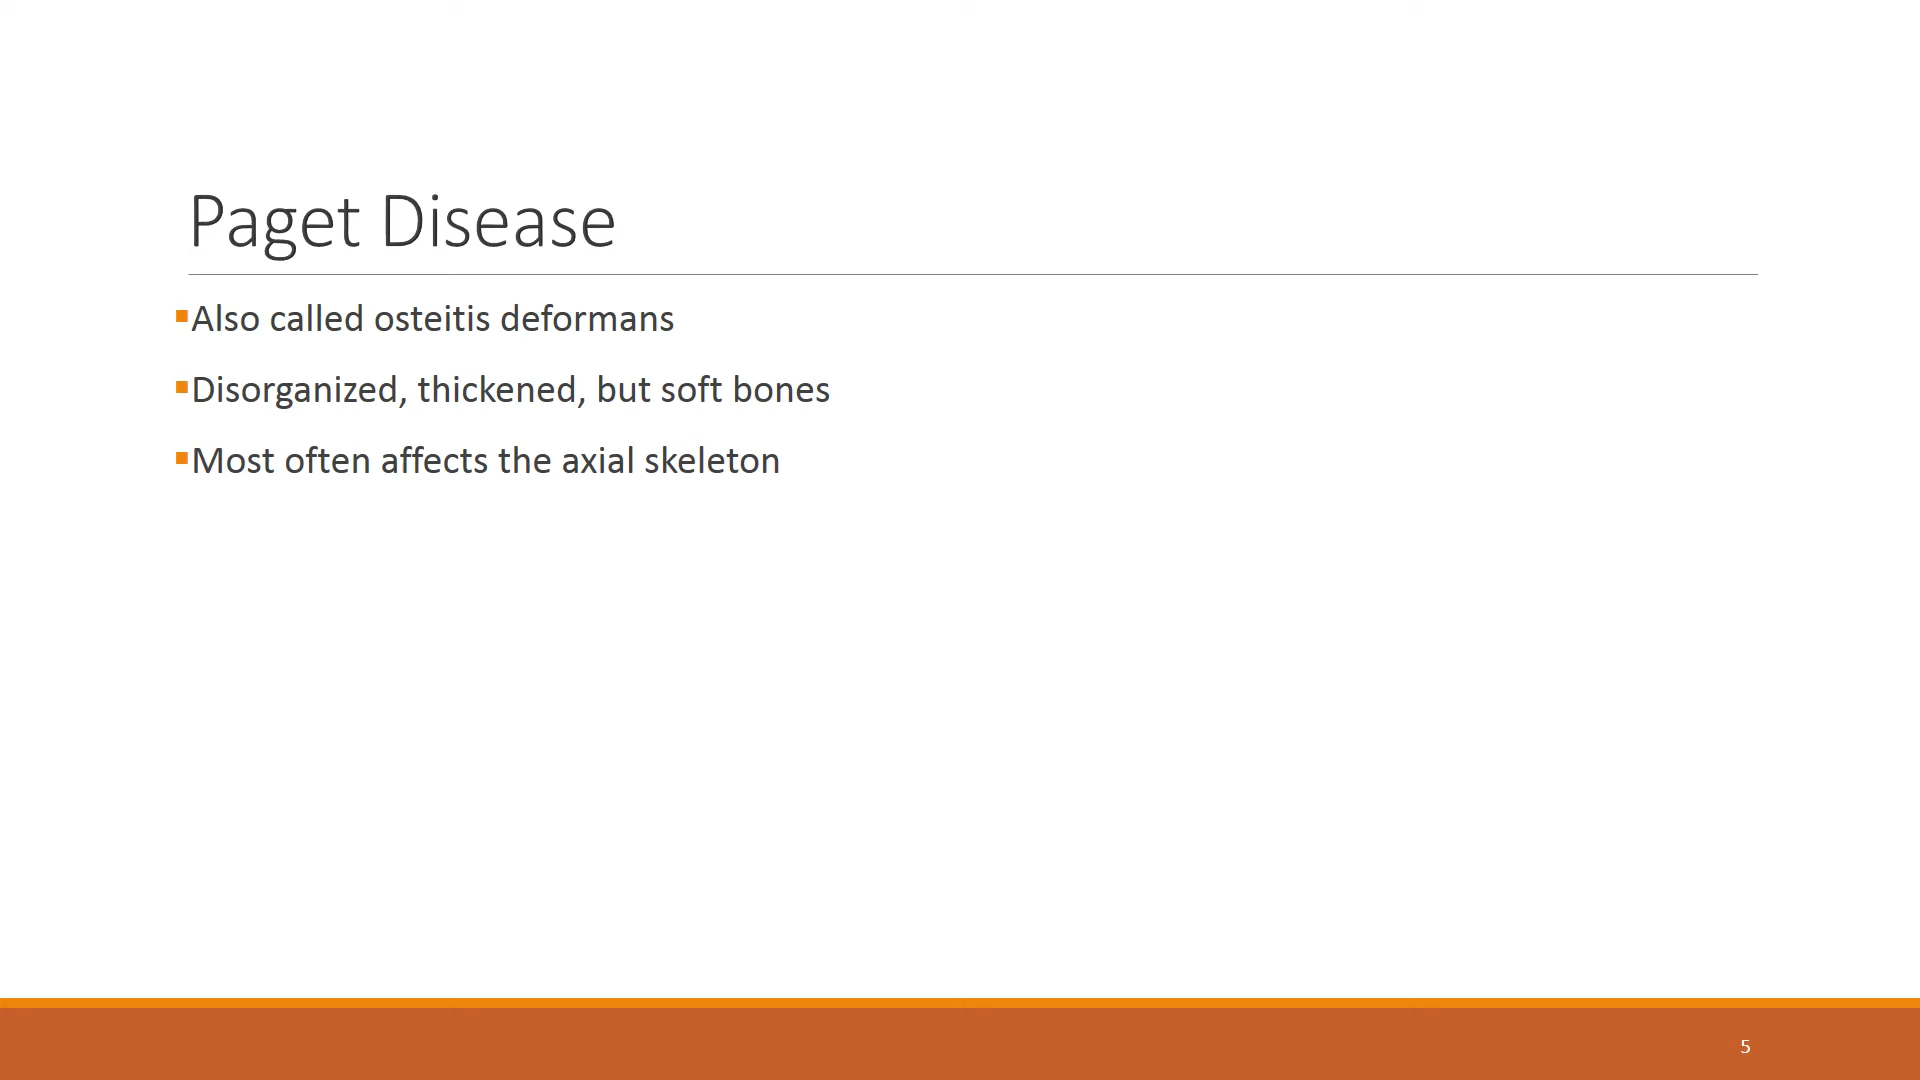 Paget Disease
▪Also called osteitis deformans
▪Disorganized, thickened, but soft bones
▪Most often affects the axial skeleton
5